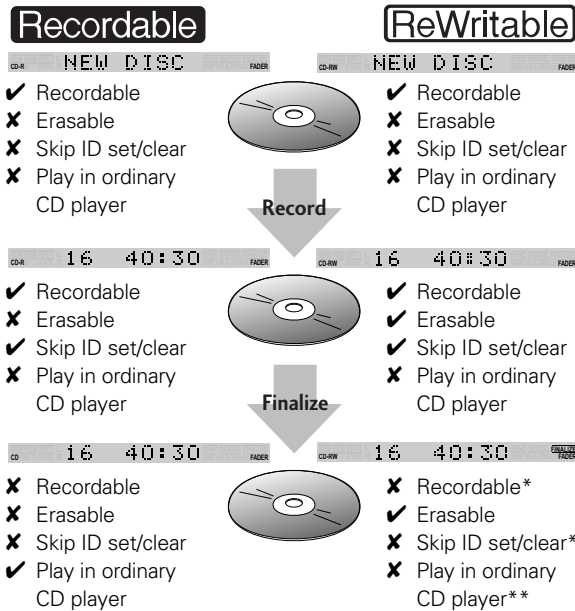 Recordable
ReWritable
CD-R NEW DISC FADER
CD-RW NEW DISC FADER
✔ Recordable
✘ Erasable
✘ Skip ID set/clear
✘ Play in ordinary
CD player
✔ Recordable
✘ Erasable
✘ Skip ID set/clear
✘ Play in ordinary
CD player
Record
CD-R 16 40:30 FADER
CD-RW 16 40:30 FADER
✔ Recordable
✘ Erasable
✔ Skip ID set/clear
✘ Play in ordinary
CD player
✔ Recordable
✔ Erasable
✔ Skip ID set/clear
✘ Play in ordinary
CD player
Finalize
CD 16 40:30 FADER
CD-RW 16 40:30 FINALIZE FADER
✘ Recordable
✘ Erasable
✘ Skip ID set/clear
✔ Play in ordinary
CD player
✘ Recordable*
✔ Erasable
✘ Skip ID set/clear*
✘ Play in ordinary
CD player**